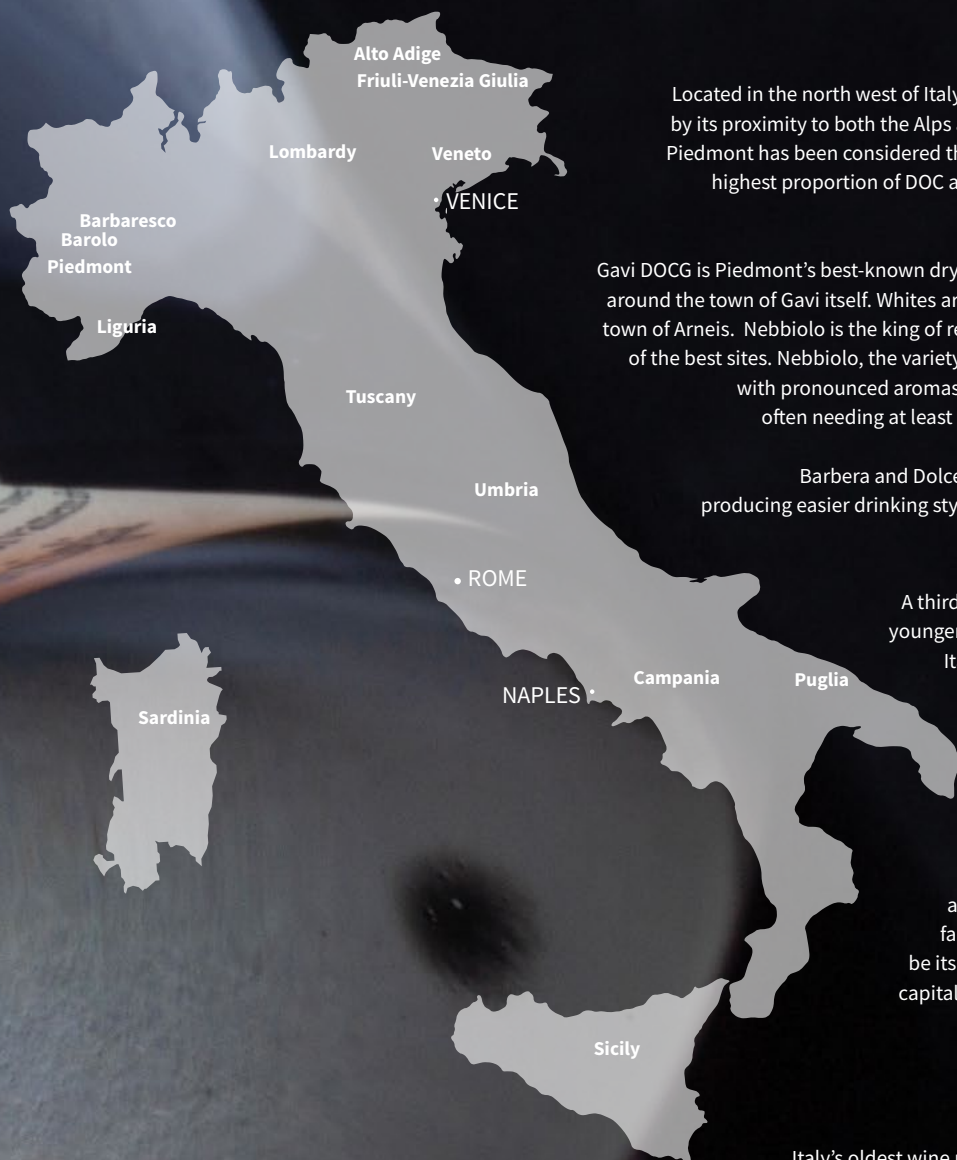 Alto Adige
Friuli-Venezia Giulia
Lombardy
Veneto
VENICE
Barbaresco
Barolo
Piedmont
Liguria
Tuscany
Umbria
ROME
Campania
Puglia
NAPLES
Sardinia
Sicily
Located in the north west of Italy
by its proximity to both the Alps
Piedmont has been considered th
highest proportion of DOC a
Gavi DOCG is Piedmont’s best-known dry
around the town of Gavi itself. Whites ar
town of Arneis.  Nebbiolo is the king of re
of the best sites. Nebbiolo, the variety
with pronounced aromas
often needing at least
Barbera and Dolce
producing easier drinking sty
A third
younge
It
a
fa
be its
capital
Italy’s oldest wine